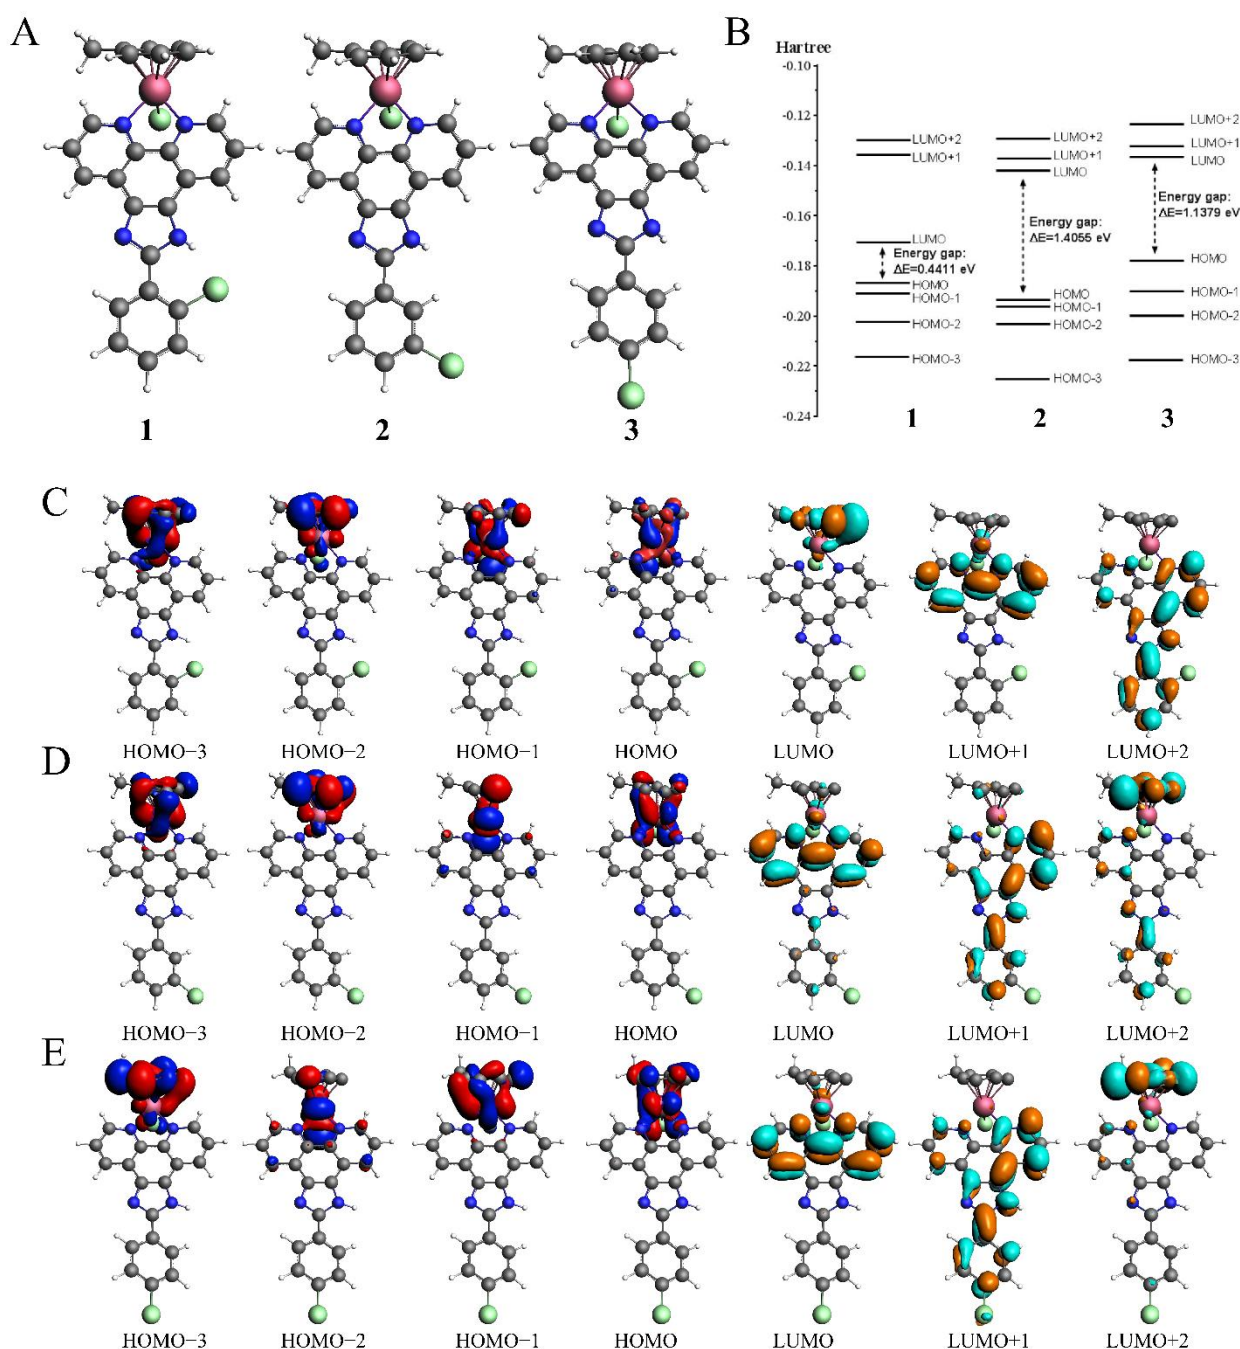 A
B
Hartree
-0.10
-0.12
-0.14
-0.16
-0.18
-0.20
-0.22
-0.24
LUMO+2
LUMO+1
LUMO
Energy gap:
ΔE=0.4411 eV
HOMO
HOMO-1
HOMO-2
HOMO-3
LUMO+2
LUMO+1
LUMO
Energy gap:
ΔE=1.4055 eV
HOMO
HOMO-1
HOMO-2
HOMO-3
LUMO+2
LUMO+1
LUMO
Energy gap:
ΔE=1.1379 eV
HOMO
HOMO-1
HOMO-2
HOMO-3
1 2 3
1 2 3
C
HOMO−3 HOMO−2 HOMO−1 HOMO LUMO LUMO+1 LUMO+2
D
HOMO−3 HOMO−2 HOMO−1 HOMO LUMO LUMO+1 LUMO+2
E
HOMO−3 HOMO−2 HOMO−1 HOMO LUMO LUMO+1 LUMO+2